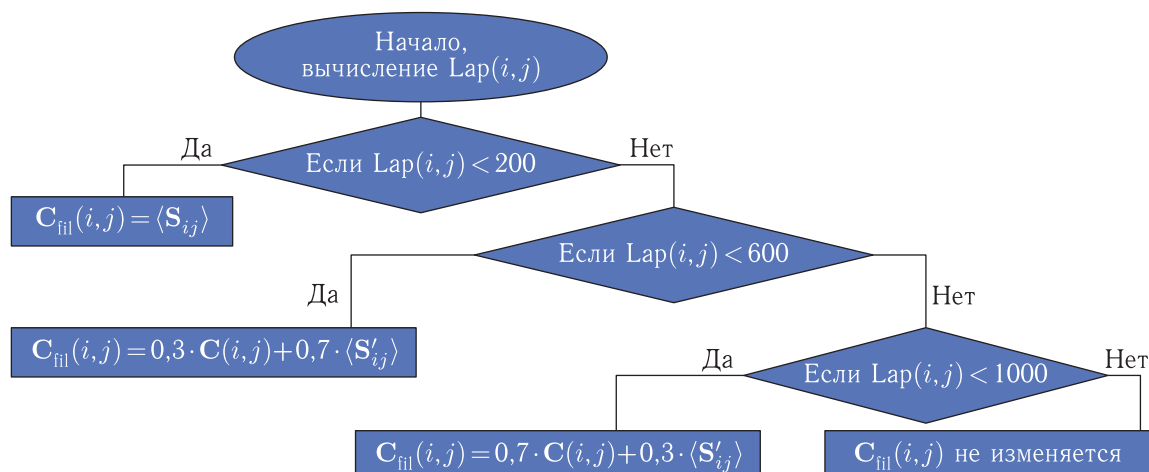 Начало,
вычисление Lap(i,j)
Да
Если Lap(i,j) < 200
Нет
C_fil(i,j) = ⟨S_ij⟩
Если Lap(i,j) < 600
Да
Нет
C_fil(i,j) = 0,3 · C(i,j) + 0,7 · ⟨S′_ij⟩
Да
Если Lap(i,j) < 1000
Нет
C_fil(i,j) = 0,7 · C(i,j) + 0,3 · ⟨S′_ij⟩
C_fil(i,j) не изменяется